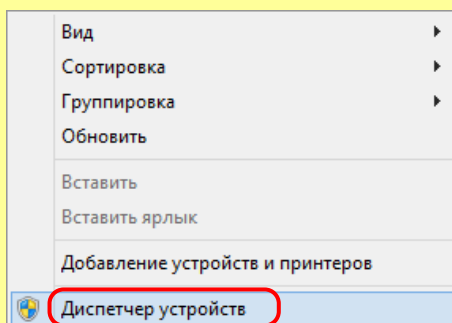 Вид
Сортировка
Группировка
Обновить
Вставить
Вставить ярлык
Добавление устройств и принтеров
Диспетчер устройств